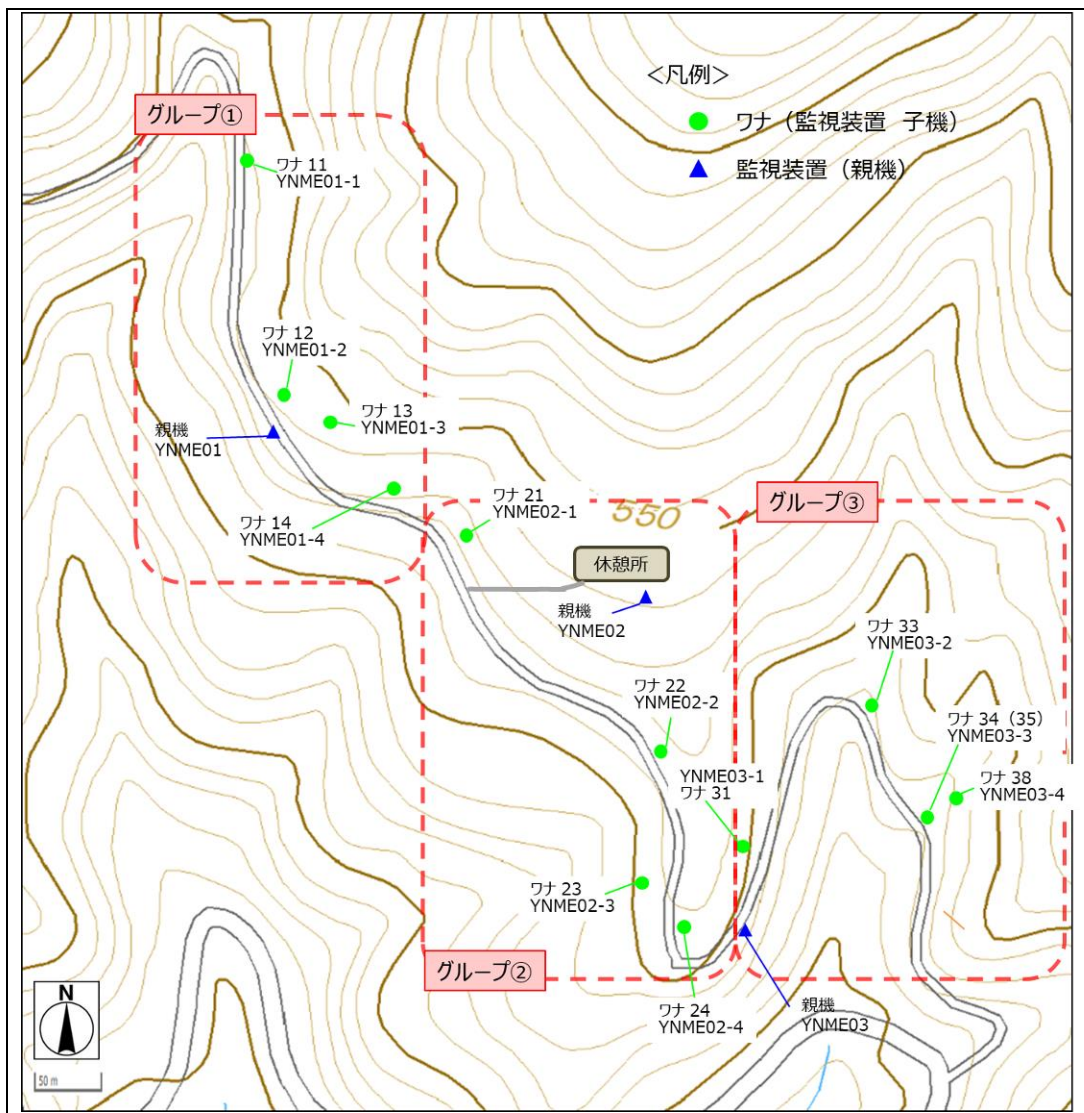 <凡例>
ワナ（監視装置 子機）
監視装置（親機）
グループ①
ワナ 11
YNME01-1
ワナ 12
YNME01-2
ワナ 13
YNME01-3
親機
YNME01
ワナ 14
YNME01-4
グループ②
ワナ 21
YNME02-1
550
休憩所
親機
YNME02
ワナ 22
YNME02-2
ワナ 23
YNME02-3
ワナ 24
YNME02-4
グループ③
YNME03-1
ワナ 31
ワナ 33
YNME03-2
ワナ 34（35）
YNME03-3
ワナ 38
YNME03-4
親機
YNME03
N
50 m